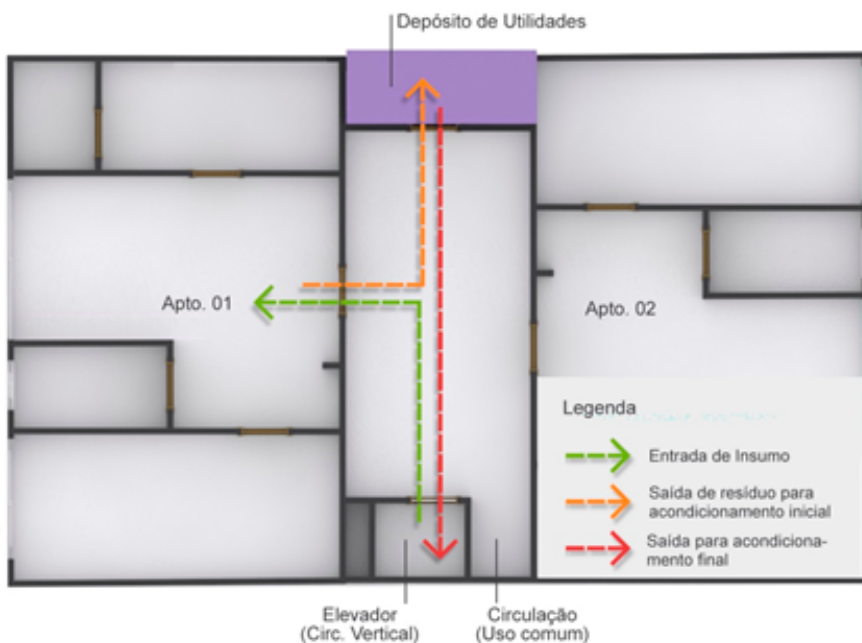 Depósito de Utilidades
Apto. 01
Apto. 02
Legenda
Entrada de Insumo
Saída de resíduo para
acondicionamento inicial
Saída para acondiciona-
mento final
Elevador
(Circ. Vertical)
Circulação
(Uso comum)